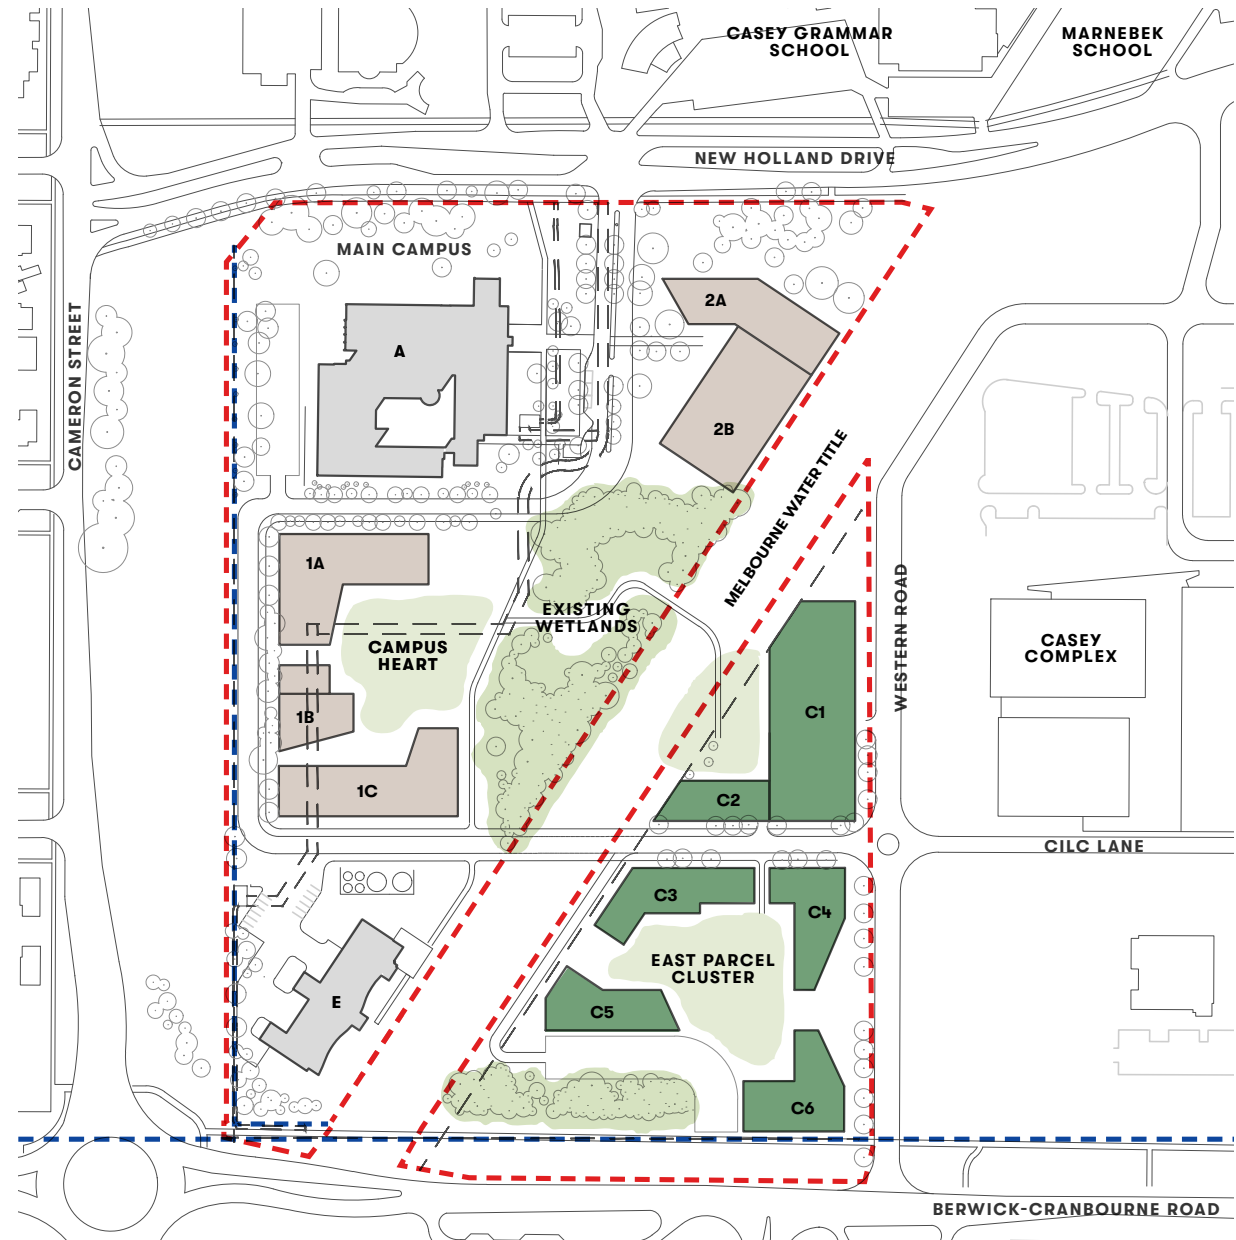 CASEY GRAMMAR
SCHOOL
MARNEBEK
SCHOOL
NEW HOLLAND DRIVE
MAIN CAMPUS
2A
A
CAMERON STREET
2B
MELBOURNE WATER TITLE
1A
EXISTING
WETLANDS
CAMPUS
HEART
WESTERN ROAD
CASEY
COMPLEX
1B
C1
1C
C2
CILC LANE
C3
C4
EAST PARCEL
CLUSTER
E
C5
C6
BERWICK-CRANBOURNE ROAD